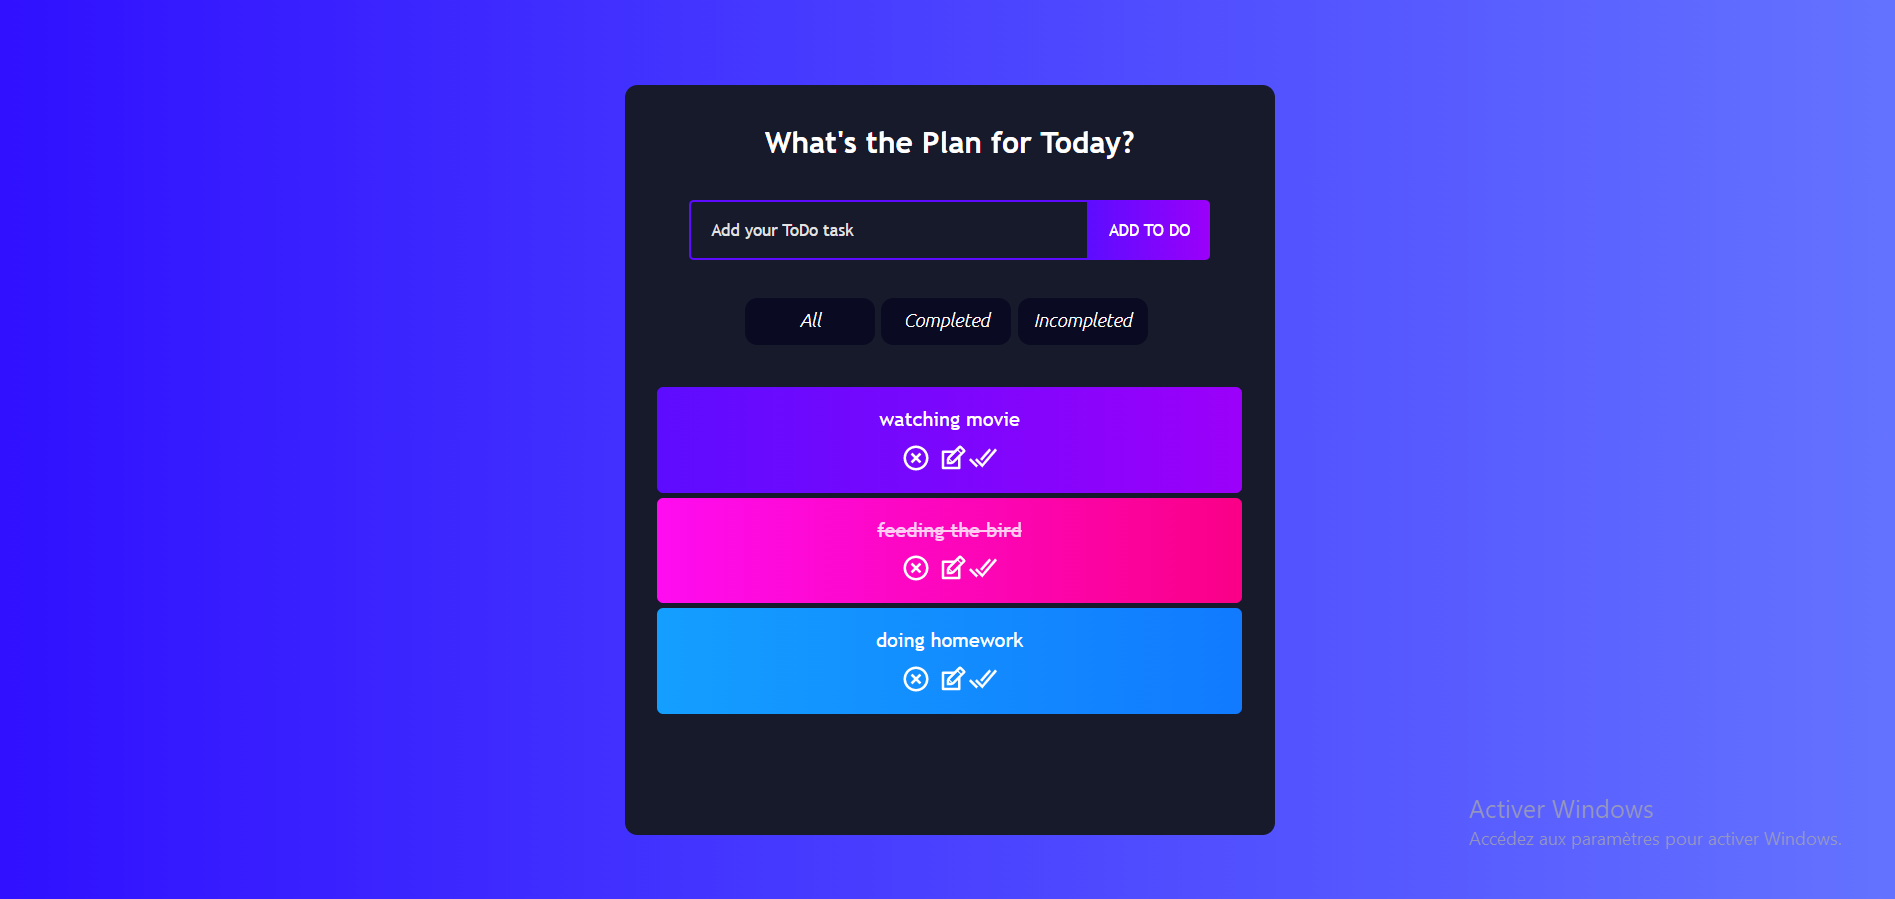 What's the Plan for Today?
Add your ToDo task
ADD TO DO
All
Completed
Incompleted
watching movie
feeding the bird
doing homework
Activer Windows
Accédez aux paramètres pour activer Windows.